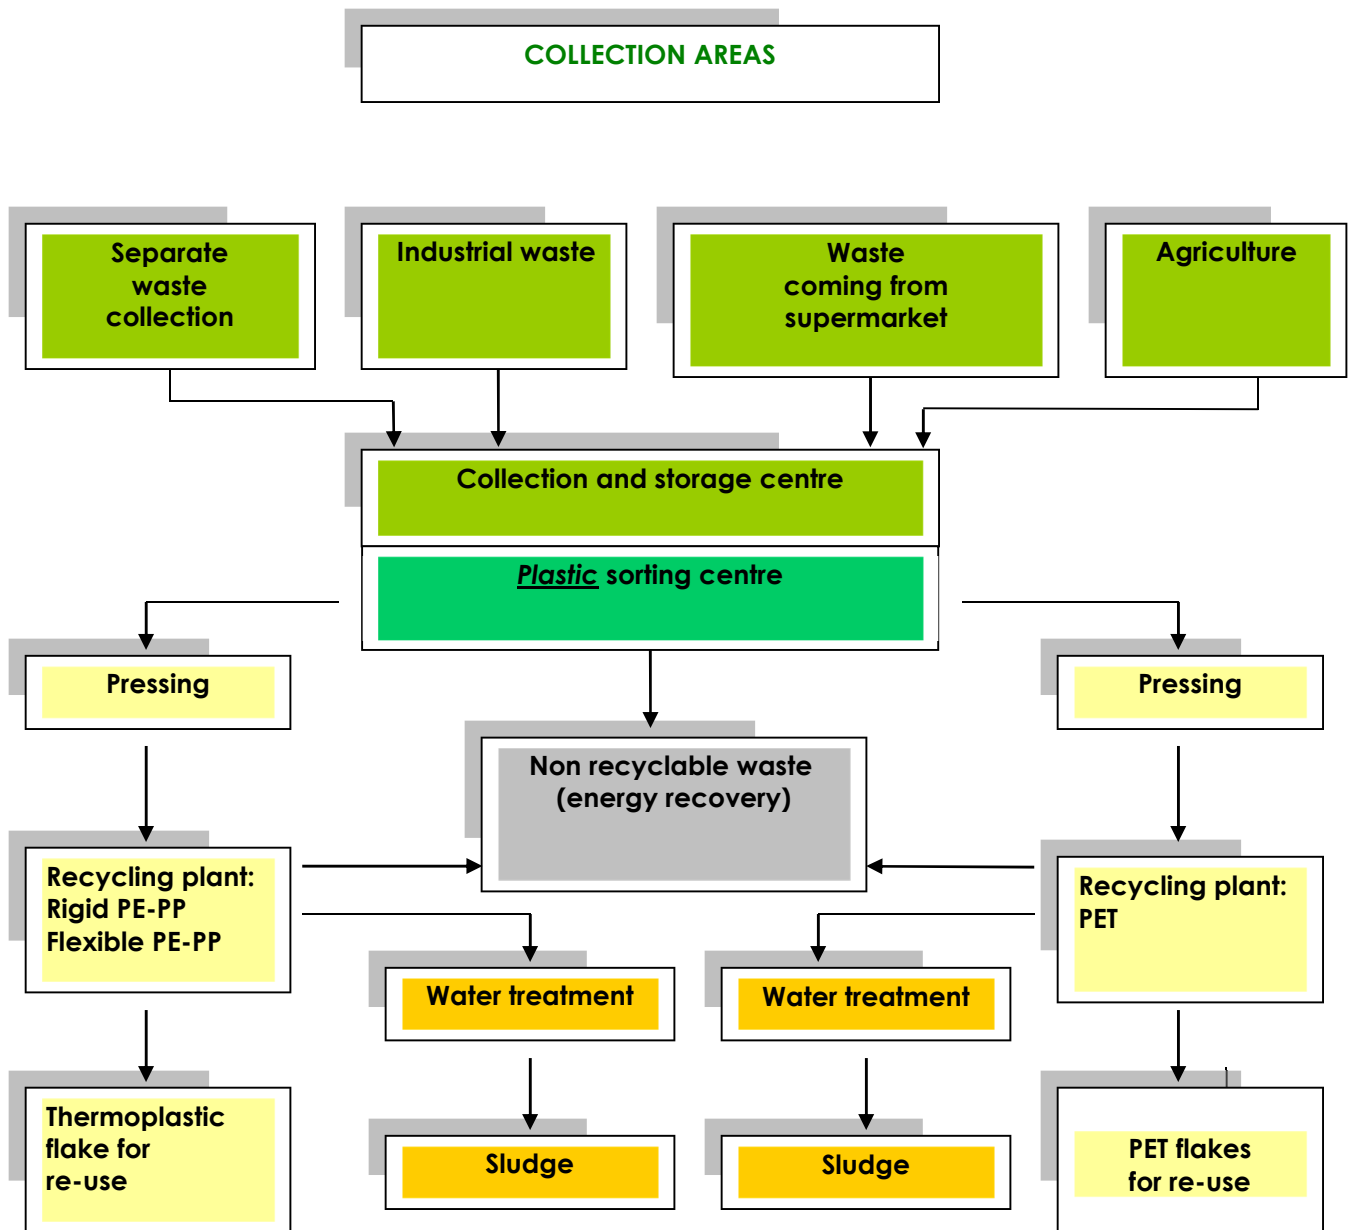 COLLECTION AREAS
Separate
waste
collection
Industrial waste
Waste
coming from
supermarket
Agriculture
Collection and storage centre
Plastic sorting centre
Pressing
Pressing
Non recyclable waste
(energy recovery)
Recycling plant:
Rigid PE-PP
Flexible PE-PP
Recycling plant:
PET
Water treatment
Water treatment
Thermoplastic
flake for
re-use
Sludge
Sludge
PET flakes
for re-use